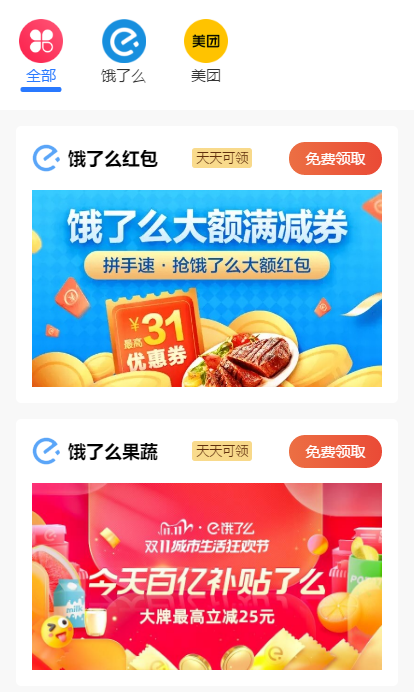 美团
全部
饿了么
美团
饿了么红包
天天可领
免费领取
饿了么大额满减券
拼手速·抢饿了么大额红包
最高
¥31
优惠券
饿了么果蔬
天天可领
免费领取
11.11·饿了么
双11城市生活狂欢节
今天百亿补贴了么
大牌最高立减25元
milk